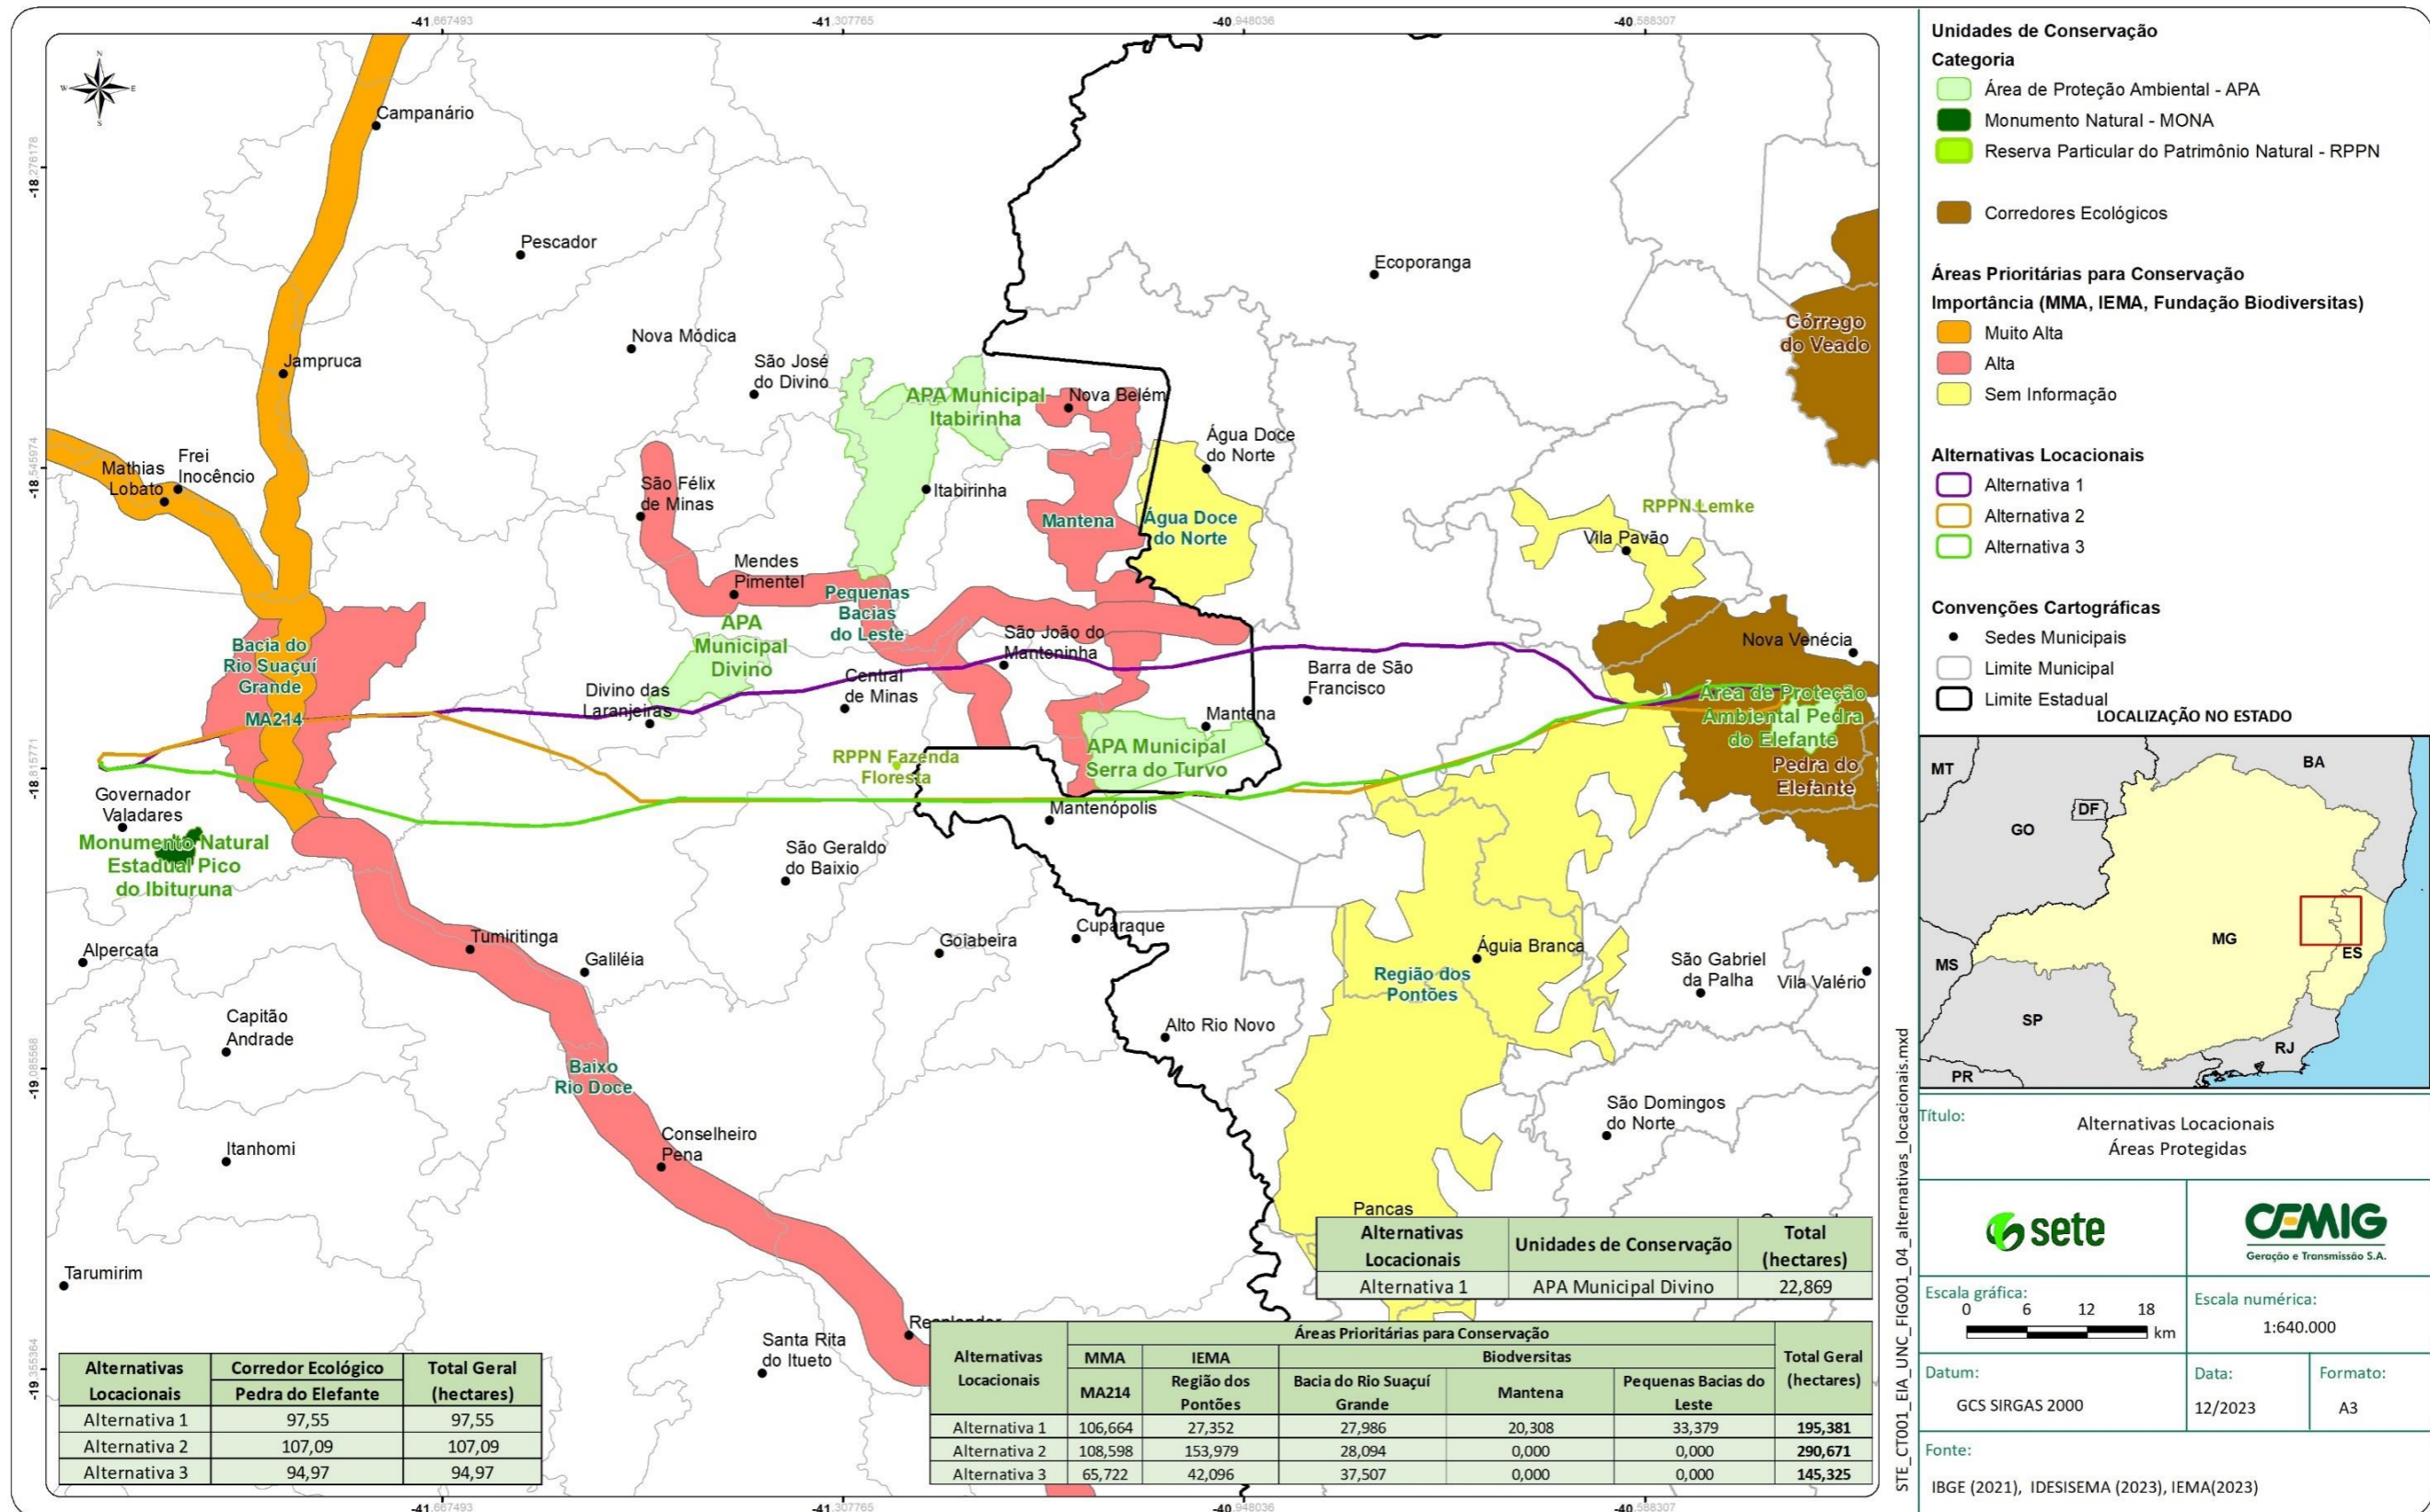 -41,667493
-41,307765
-40,948036
-40,588307
-18,276178
-18,545974
-18,815771
-19,085568
-19,355364
N
W
E
S
Campanário
Pescador
Ecoporanga
Nova Módica
Jampruca
São José
do Divino
APA Municipal
Itabirinha
Nova Belém
Córrego
do Veado
Água Doce
do Norte
Mathias
Lobato
Frei
Inocêncio
São Félix
de Minas
Itabirinha
Mantena
Água Doce
do Norte
RPPN Lemke
Vila Pavão
Mendes
Pimentel
Pequenas
Bacias
do Leste
APA
Municipal
Divino
Bacia do
Rio Suaçuí
Grande
MA214
São João do
Manteninha
Nova Venécia
Divino das
Laranjeiras
Central
de Minas
Barra de São
Francisco
Mantena
Área de Proteção
Ambiental Pedra
do Elefante
Pedra do
Elefante
RPPN Fazenda
Floresta
APA Municipal
Serra do Turvo
Governador
Valadares
Mantenópolis
Monumento Natural
Estadual Pico
do Ibituruna
São Geraldo
do Baixio
Alpercata
Tumiritinga
Galiléia
Goiabeira
Cuparaque
Águia Branca
Região dos
Pontões
São Gabriel
da Palha
Vila Valério
Capitão
Andrade
Alto Rio Novo
Baixo
Rio Doce
São Domingos
do Norte
Itanhomi
Conselheiro
Pena
Pancas
Tarumirim
Santa Rita
do Itueto
Alternativas
Locacionais
Unidades de Conservação
Total
(hectares)
Alternativa 1 APA Municipal Divino 22,869
Alternativas
Locacionais
Corredor Ecológico
Pedra do Elefante
Total Geral
(hectares)
Alternativa 1 97,55 97,55
Alternativa 2 107,09 107,09
Alternativa 3 94,97 94,97
Alternativas
Locacionais
Áreas Prioritárias para Conservação
MMA IEMA Biodversitas
MA214
Região dos
Pontões
Bacia do Rio Suaçuí
Grande
Mantena
Pequenas Bacias do
Leste
Total Geral
(hectares)
Alternativa 1 106,664 27,352 27,986 20,308 33,379 195,381
Alternativa 2 108,598 153,979 28,094 0,000 0,000 290,671
Alternativa 3 65,722 42,096 37,507 0,000 0,000 145,325
-41,667493
-41,307765
-40,948036
-40,588307
STE_CT001_EIA_UNC_FIG001_04_alternativas_locacionais.mxd
Unidades de Conservação
Categoria
Área de Proteção Ambiental - APA
Monumento Natural - MONA
Reserva Particular do Patrimônio Natural - RPPN
Corredores Ecológicos
Áreas Prioritárias para Conservação
Importância (MMA, IEMA, Fundação Biodiversitas)
Muito Alta
Alta
Sem Informação
Alternativas Locacionais
Alternativa 1
Alternativa 2
Alternativa 3
Convenções Cartográficas
Sedes Municipais
Limite Municipal
Limite Estadual
LOCALIZAÇÃO NO ESTADO
MT
BA
DF
GO
MG
ES
MS
SP
RJ
PR
Título:
Alternativas Locacionais
Áreas Protegidas
sete
CEMIG
Geração e Transmissão S.A.
Escala gráfica:
0 6 12 18
km
Escala numérica:
1:640.000
Datum:
GCS SIRGAS 2000
Data:
12/2023
Formato:
A3
Fonte:
IBGE (2021), IDESISEMA (2023), IEMA(2023)